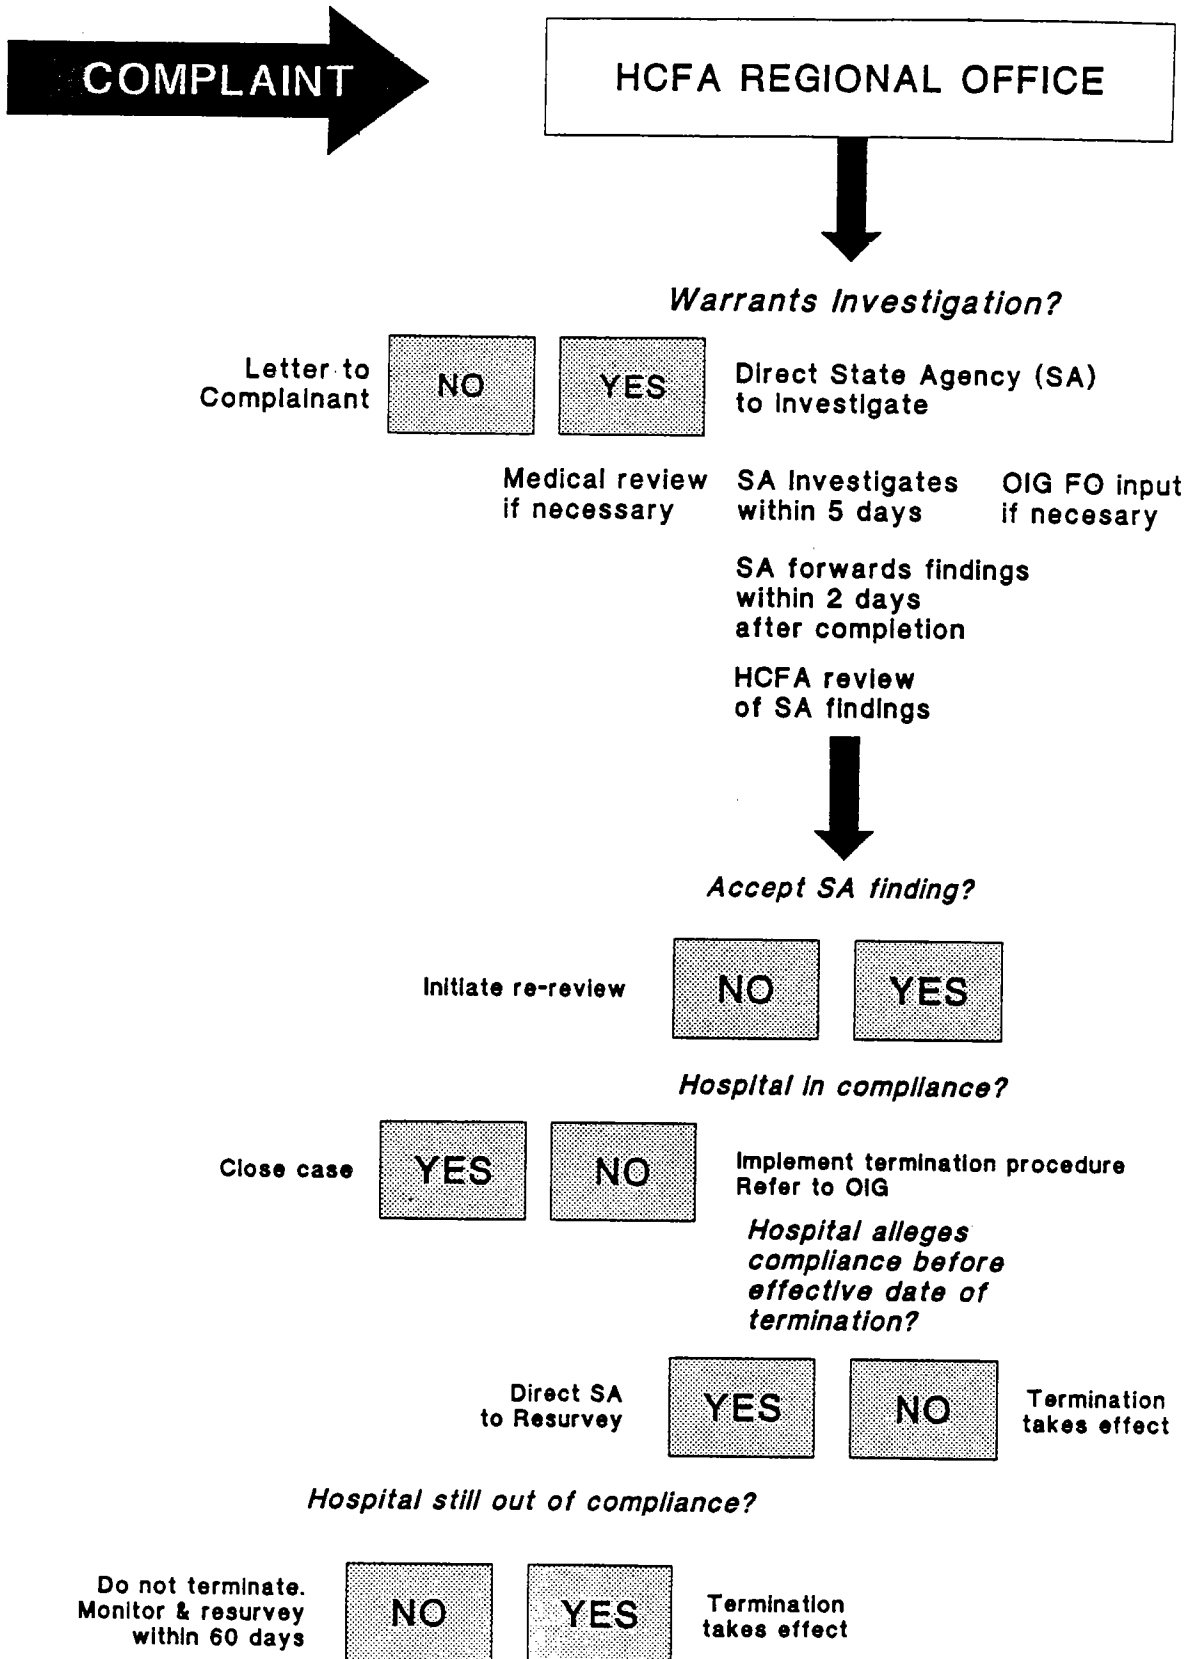 COMPLAINT
HCFA REGIONAL OFFICE
Warrants Investigation?
Letter to
Complainant
NO
YES
Direct State Agency (SA)
to investigate
Medical review
if necessary
SA Investigates
within 5 days
OIG FO input
if necesary
SA forwards findings
within 2 days
after completion
HCFA review
of SA findings
Accept SA finding?
Initiate re-review
NO
YES
Hospital in compliance?
Close case
YES
NO
Implement termination procedure
Refer to OIG
Hospital alleges
compliance before
effective date of
termination?
Direct SA
to Resurvey
YES
NO
Termination
takes effect
Hospital still out of compliance?
Do not terminate.
Monitor & resurvey
within 60 days
NO
YES
Termination
takes effect